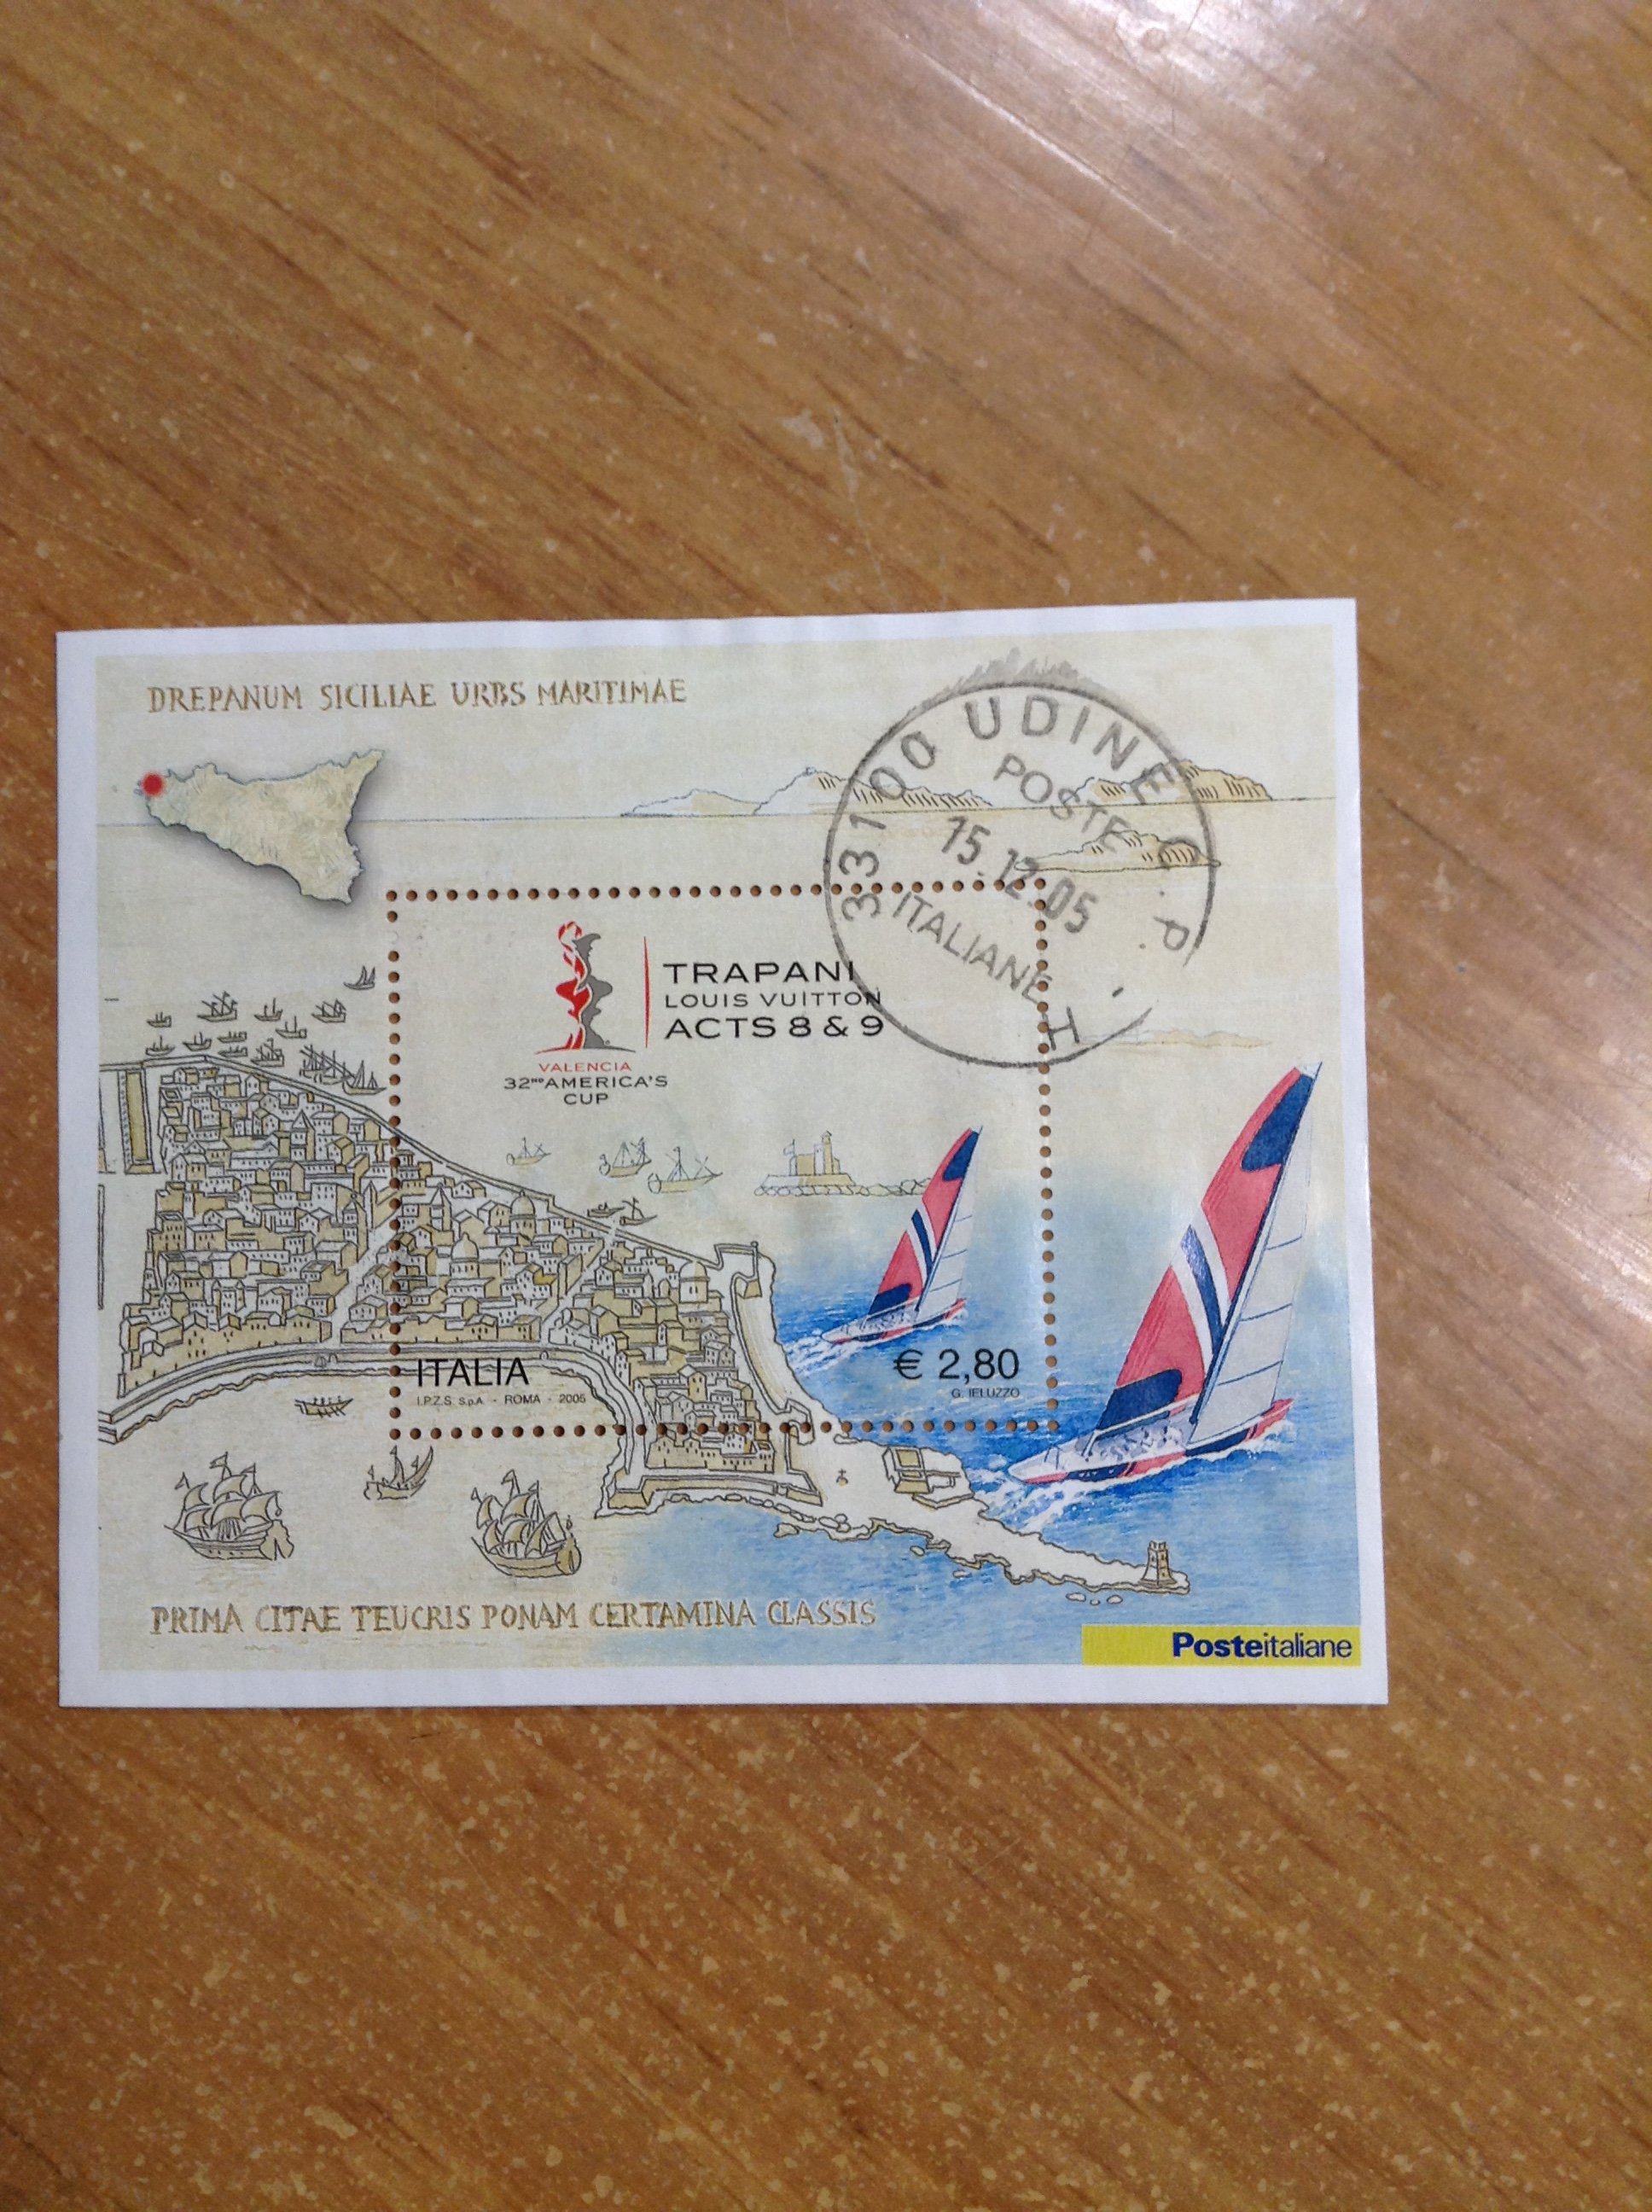 DREPANUM SICILIAE URBS MARITIMAE
33100 UDINE C.P.
POSTE
15.12.05
ITALIANE
H
TRAPANI
LOUIS VUITTON
ACTS 8 & 9
VALENCIA
32ND AMERICA'S
CUP
ITALIA
€ 2,80
I.P.Z.S. S.p.A. - ROMA - 2005
G. IELUZZO
PRIMA CITAE TEUCRIS PONAM CERTAMINA CLASSIS
Posteitaliane